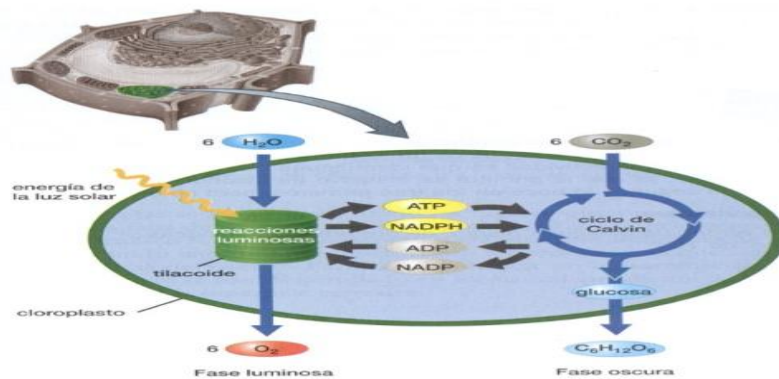 6 H₂O
6 CO₂
energía de
la luz solar
reacciones
luminosas
tilacoide
cloroplasto
ATP
NADPH
ADP
NADP
ciclo de
Calvin
glucosa
6 O₂
C₆H₁₂O₆
Fase luminosa
Fase oscura